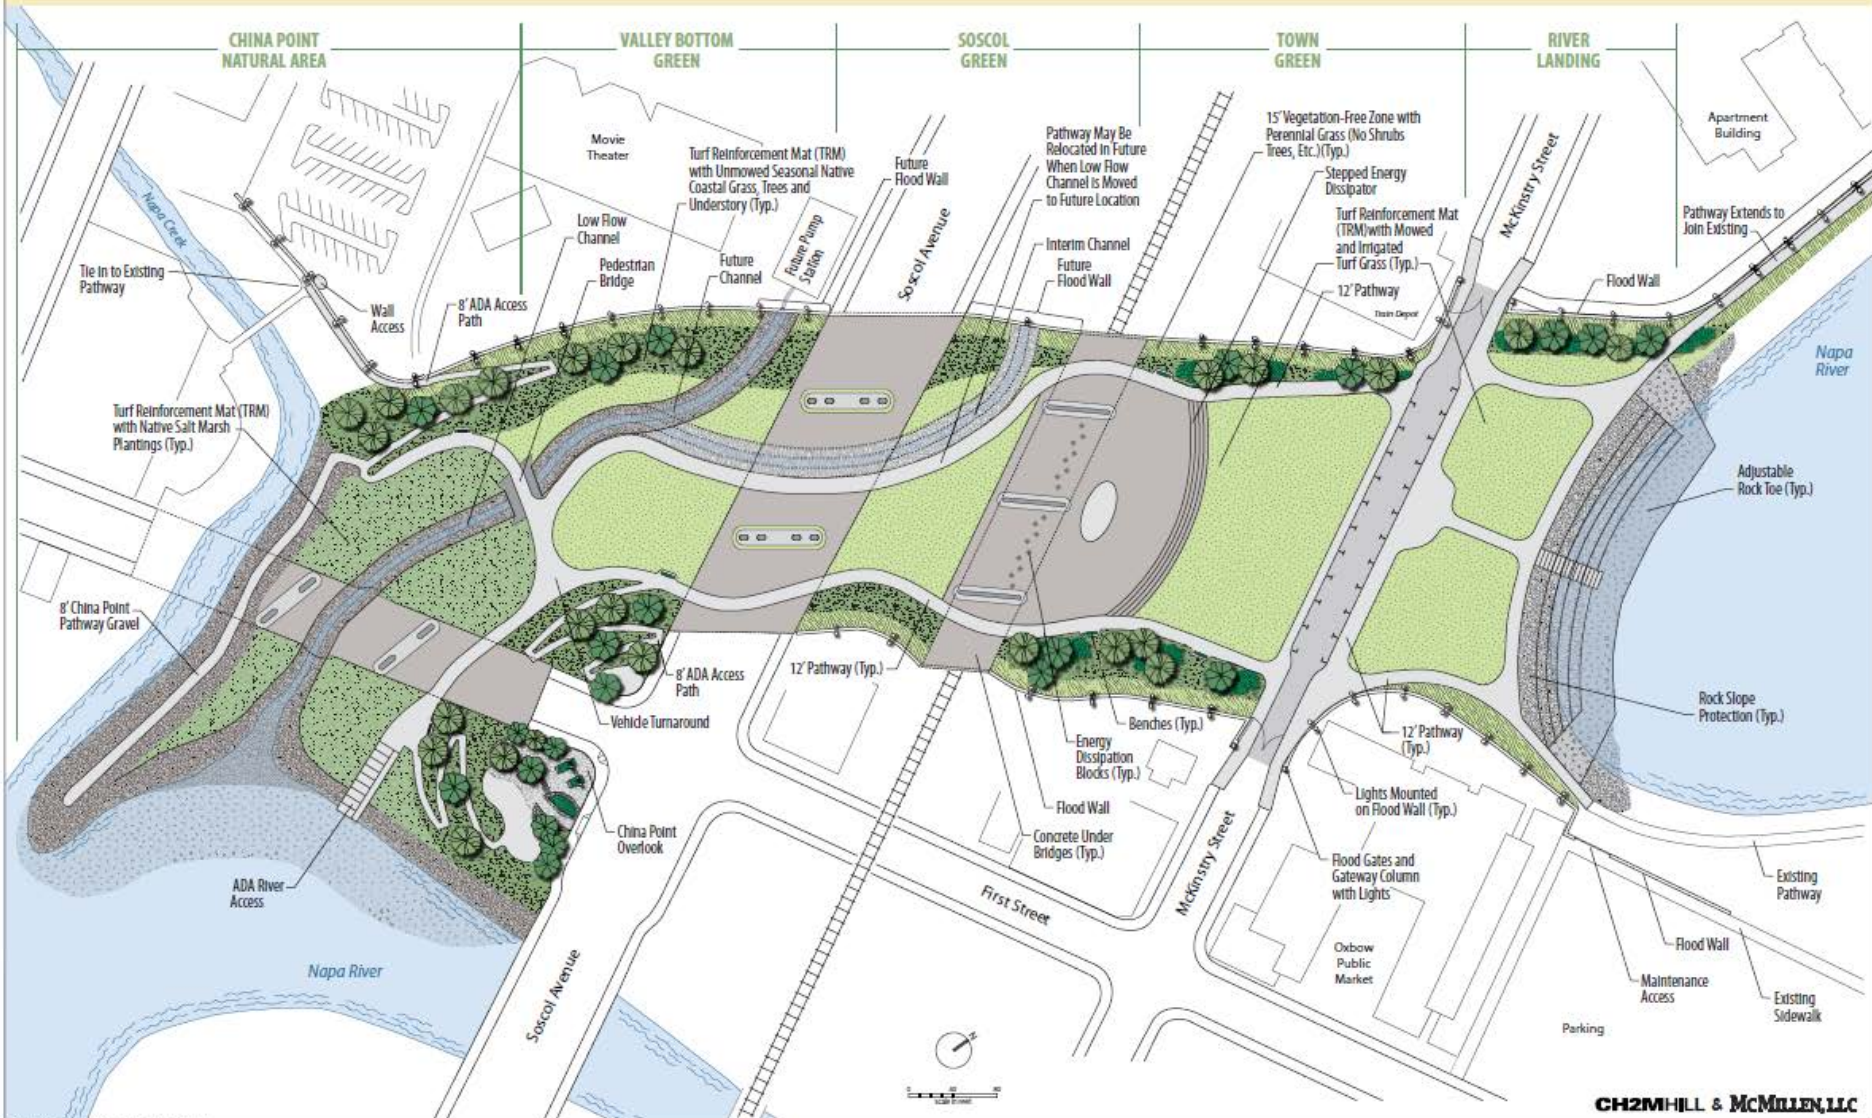 CHINA POINT
NATURAL AREA
VALLEY BOTTOM
GREEN
SOSCOL
GREEN
TOWN
GREEN
RIVER
LANDING
Movie
Theater
Turf Reinforcement Mat (TRM)
with Unmowed Seasonal Native
Coastal Grass, Trees and
Understory (Typ.)
Future
Flood Wall
Pathway May Be
Relocated in Future
When Low Flow
Channel is Moved
to Future Location
15' Vegetation-Free Zone with
Perennial Grass (No Shrubs
Trees, Etc.)(Typ.)
Stepped Energy
Dissipator
Turf Reinforcement Mat
(TRM)with Mowed
and Irrigated
Turf Grass (Typ.)
12' Pathway
Train Depot
McKinstry Street
Apartment
Building
Pathway Extends to
Join Existing
Flood Wall
Napa
River
Napa Creek
Tie in to Existing
Pathway
Wall
Access
8' ADA Access
Path
Low Flow
Channel
Pedestrian
Bridge
Future
Channel
Future Pump
Station
Soscol Avenue
Interim Channel
Future
Flood Wall
Turf Reinforcement Mat (TRM)
with Native Salt Marsh
Plantings (Typ.)
Adjustable
Rock Toe (Typ.)
8' China Point
Pathway Gravel
8' ADA Access
Path
Vehicle Turnaround
12' Pathway (Typ.)
Benches (Typ.)
Energy
Dissipation
Blocks (Typ.)
Flood Wall
Concrete Under
Bridges (Typ.)
12' Pathway
(Typ.)
Rock Slope
Protection (Typ.)
Lights Mounted
on Flood Wall (Typ.)
China Point
Overlook
ADA River
Access
Flood Gates and
Gateway Column
with Lights
McKinstry Street
First Street
Existing
Pathway
Flood Wall
Maintenance
Access
Existing
Sidewalk
Oxbow
Public
Market
Parking
Napa River
Soscol Avenue
N
0 40 80
Scale in Feet
CH2MHILL & MCMILLEN, LLC